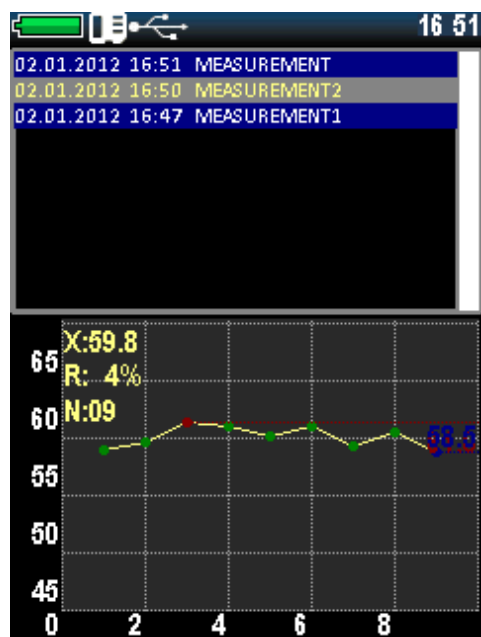 16 51
02.01.2012 16:51 MEASUREMENT
02.01.2012 16:50 MEASUREMENT2
02.01.2012 16:47 MEASUREMENT1
X:59.8
65
R: 4%
N:09
60
58.5
55
50
45
0 2 4 6 8